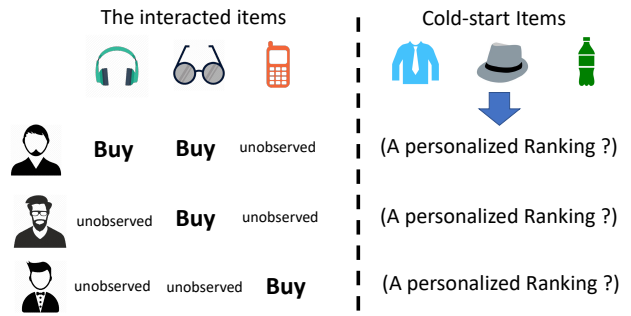 The interacted items
Cold-start Items
Buy Buy unobserved (A personalized Ranking ?)
unobserved Buy unobserved (A personalized Ranking ?)
unobserved unobserved Buy (A personalized Ranking ?)